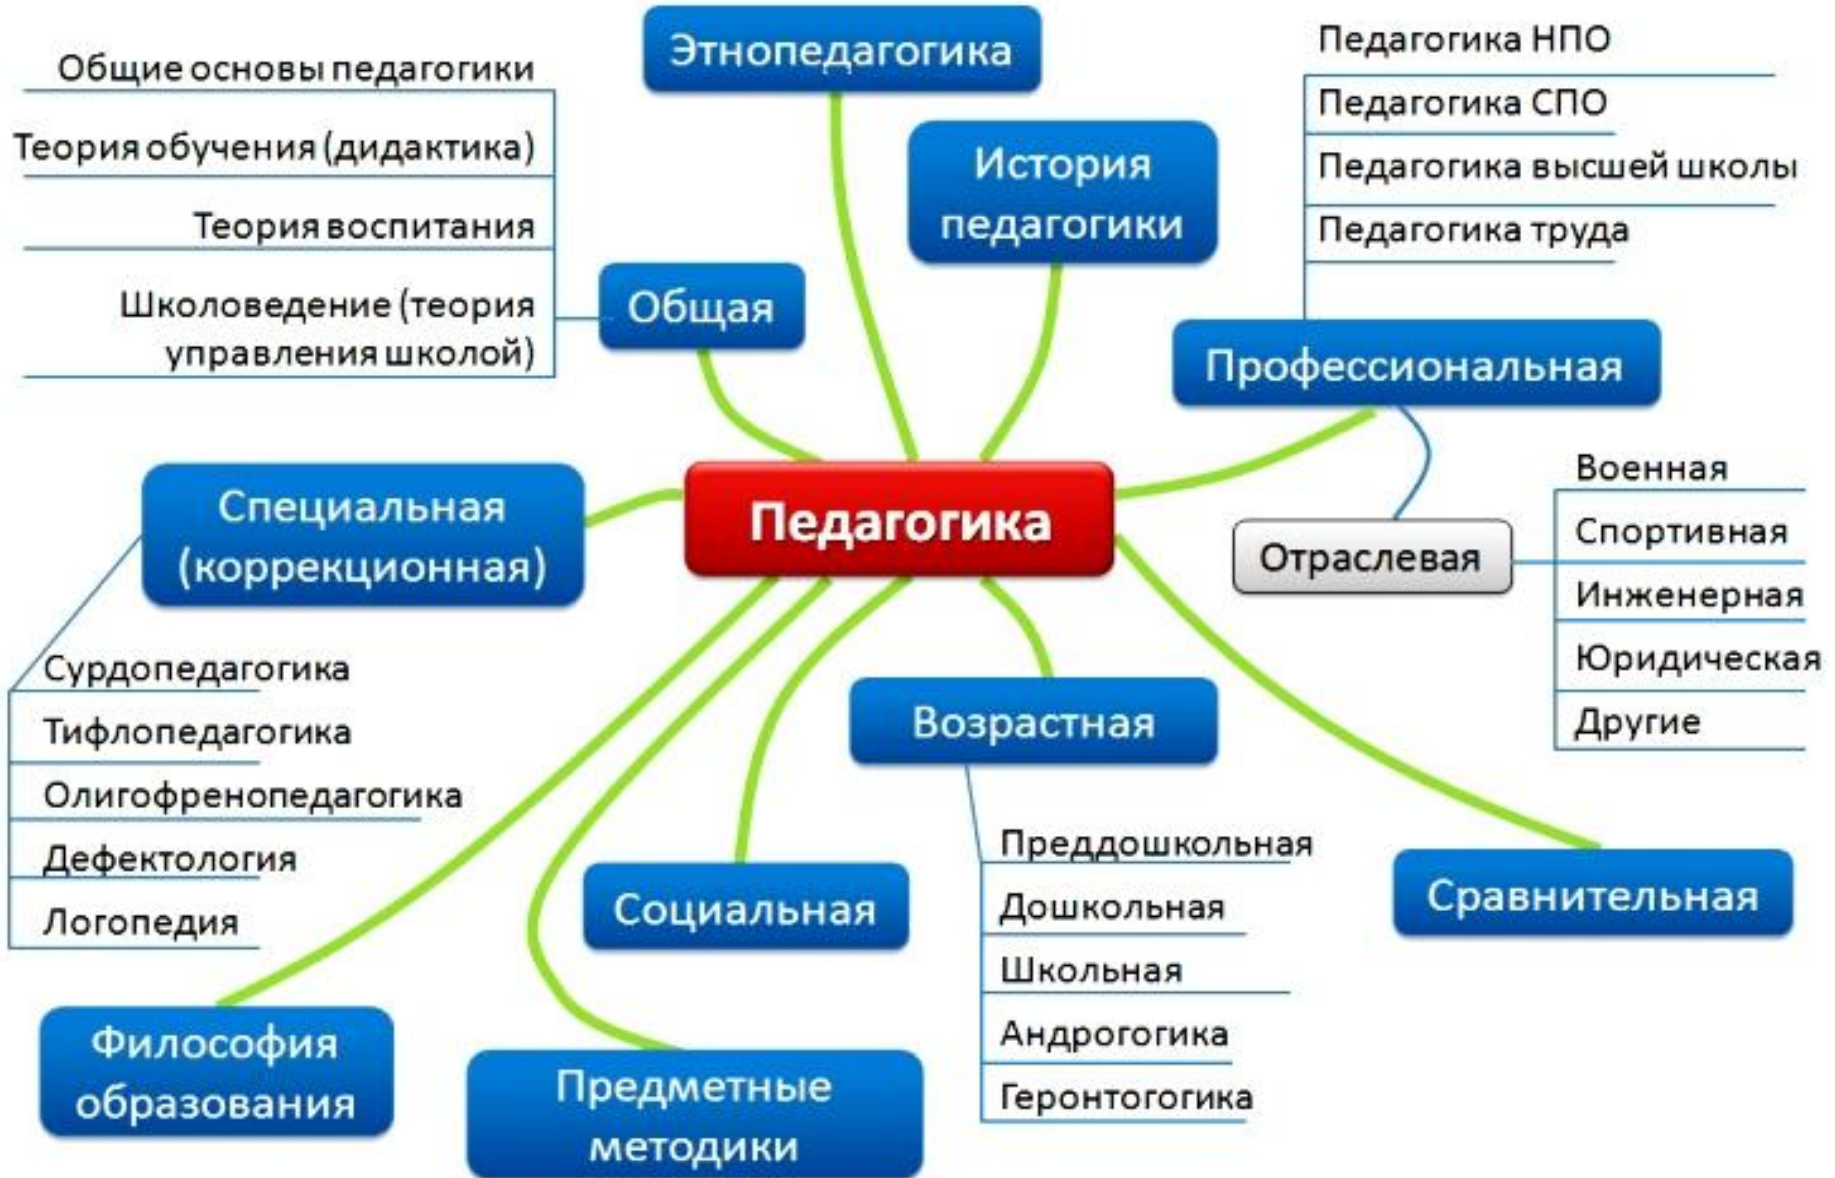 Этнопедагогика
История
педагогики
Общие основы педагогики
Теория обучения (дидактика)
Теория воспитания
Школоведение (теория
управления школой)
Общая
Педагогика НПО
Педагогика СПО
Педагогика высшей школы
Педагогика труда
Профессиональная
Педагогика
Специальная
(коррекционная)
Отраслевая
Военная
Спортивная
Инженерная
Юридическая
Другие
Сурдопедагогика
Тифлопедагогика
Олигофренопедагогика
Дефектология
Логопедия
Возрастная
Преддошкольная
Дошкольная
Школьная
Андрогогика
Геронтогогика
Социальная
Сравнительная
Философия
образования
Предметные
методики